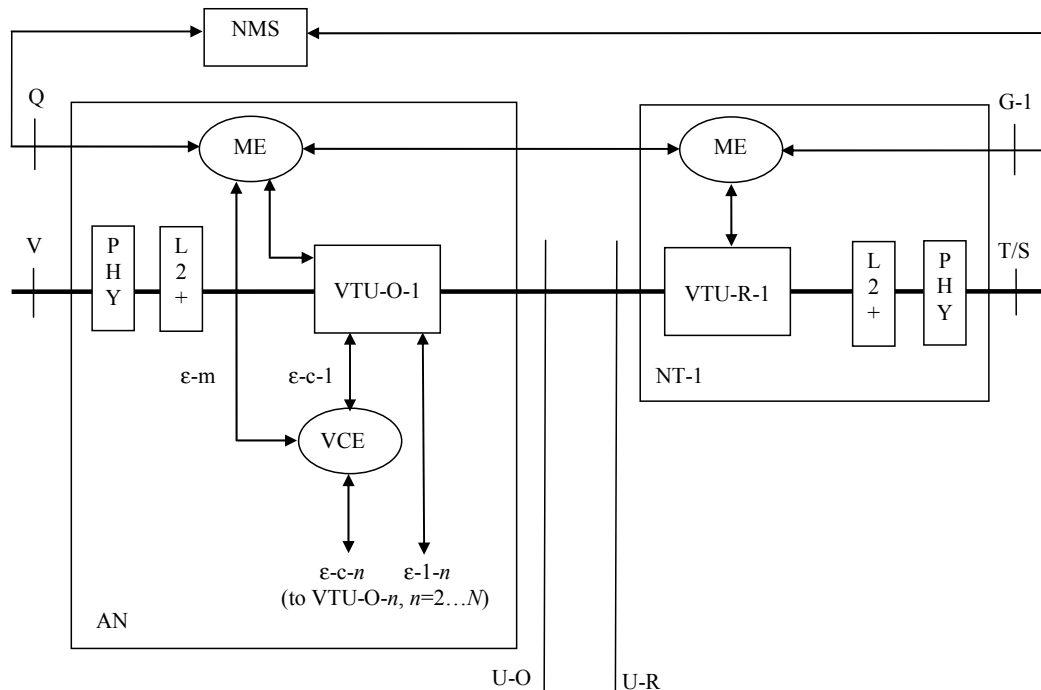 NMS
Q
G-1
ME
ME
V
P
H
Y
L
2
+
VTU-O-1
VTU-R-1
L
2
+
P
H
Y
T/S
ε-m
ε-c-1
NT-1
VCE
ε-c-n
ε-1-n
(to VTU-O-n, n=2…N)
AN
U-O
U-R